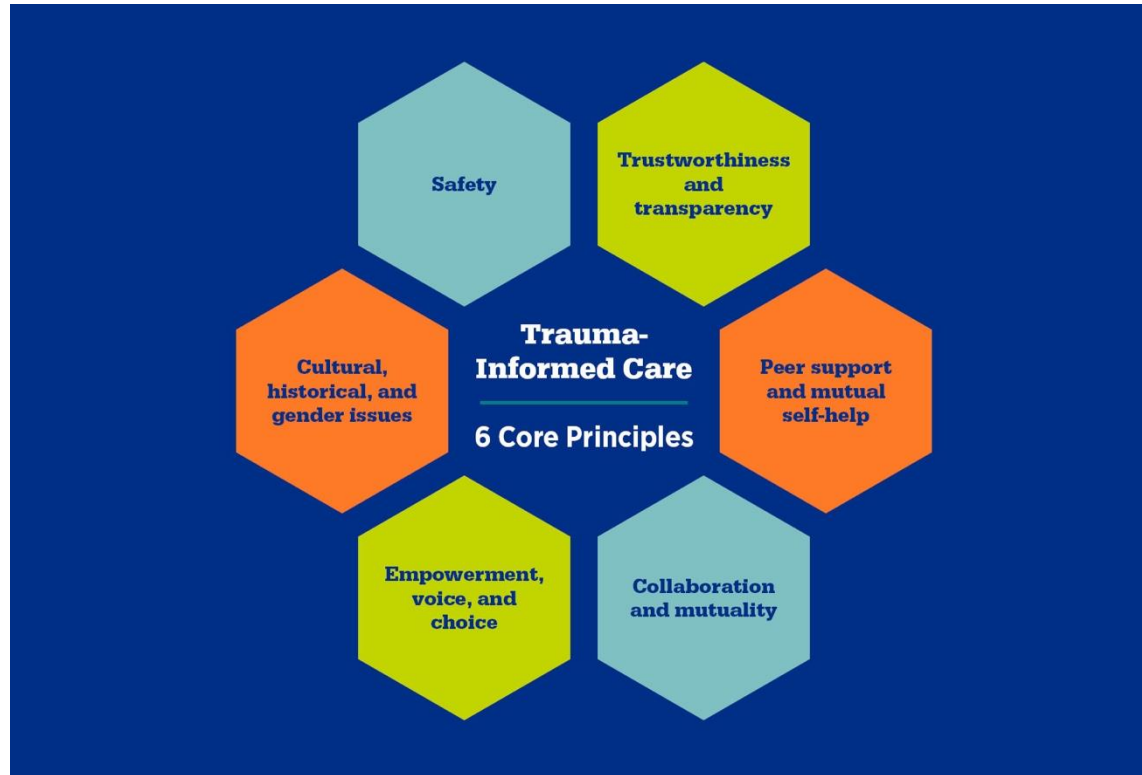 Safety
Trustworthiness
and
transparency
Cultural,
historical, and
gender issues
Trauma-
Informed Care
6 Core Principles
Peer support
and mutual
self-help
Empowerment,
voice, and
choice
Collaboration
and mutuality